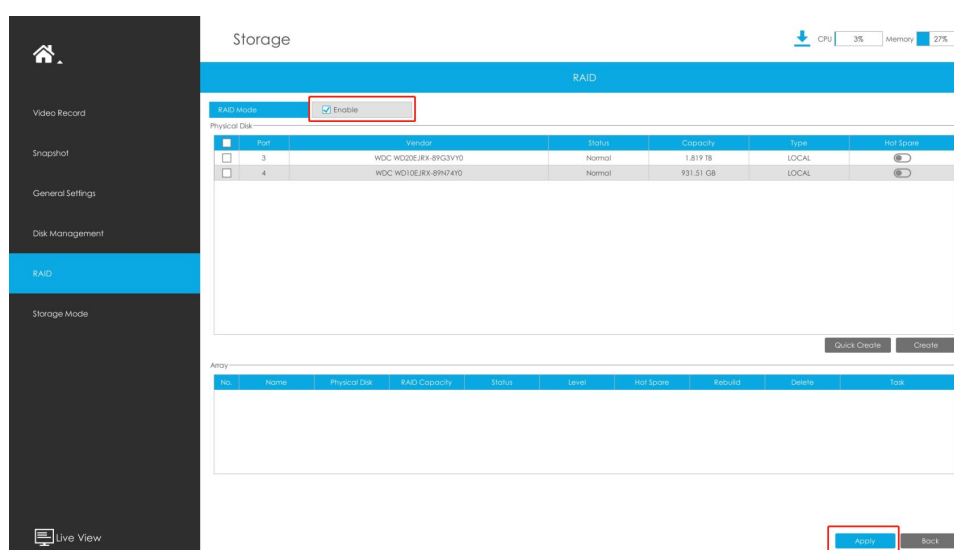 Storage
CPU 3% Memory 27%
RAID
Video Record
Snapshot
General Settings
Disk Management
RAID
Storage Mode
Live View
RAID Mode Enable
Physical Disk
Port Vendor Status Capacity Type Hot Spare
3 WDC WD20EJRX-89G3VY0 Normal 1.819 TB LOCAL
4 WDC WD10EJRX-89N74Y0 Normal 931.51 GB LOCAL
Quick Create Create
Array
No. Name Physical Disk RAID Capacity Status Level Hot Spare Rebuild Delete Task
Apply Back